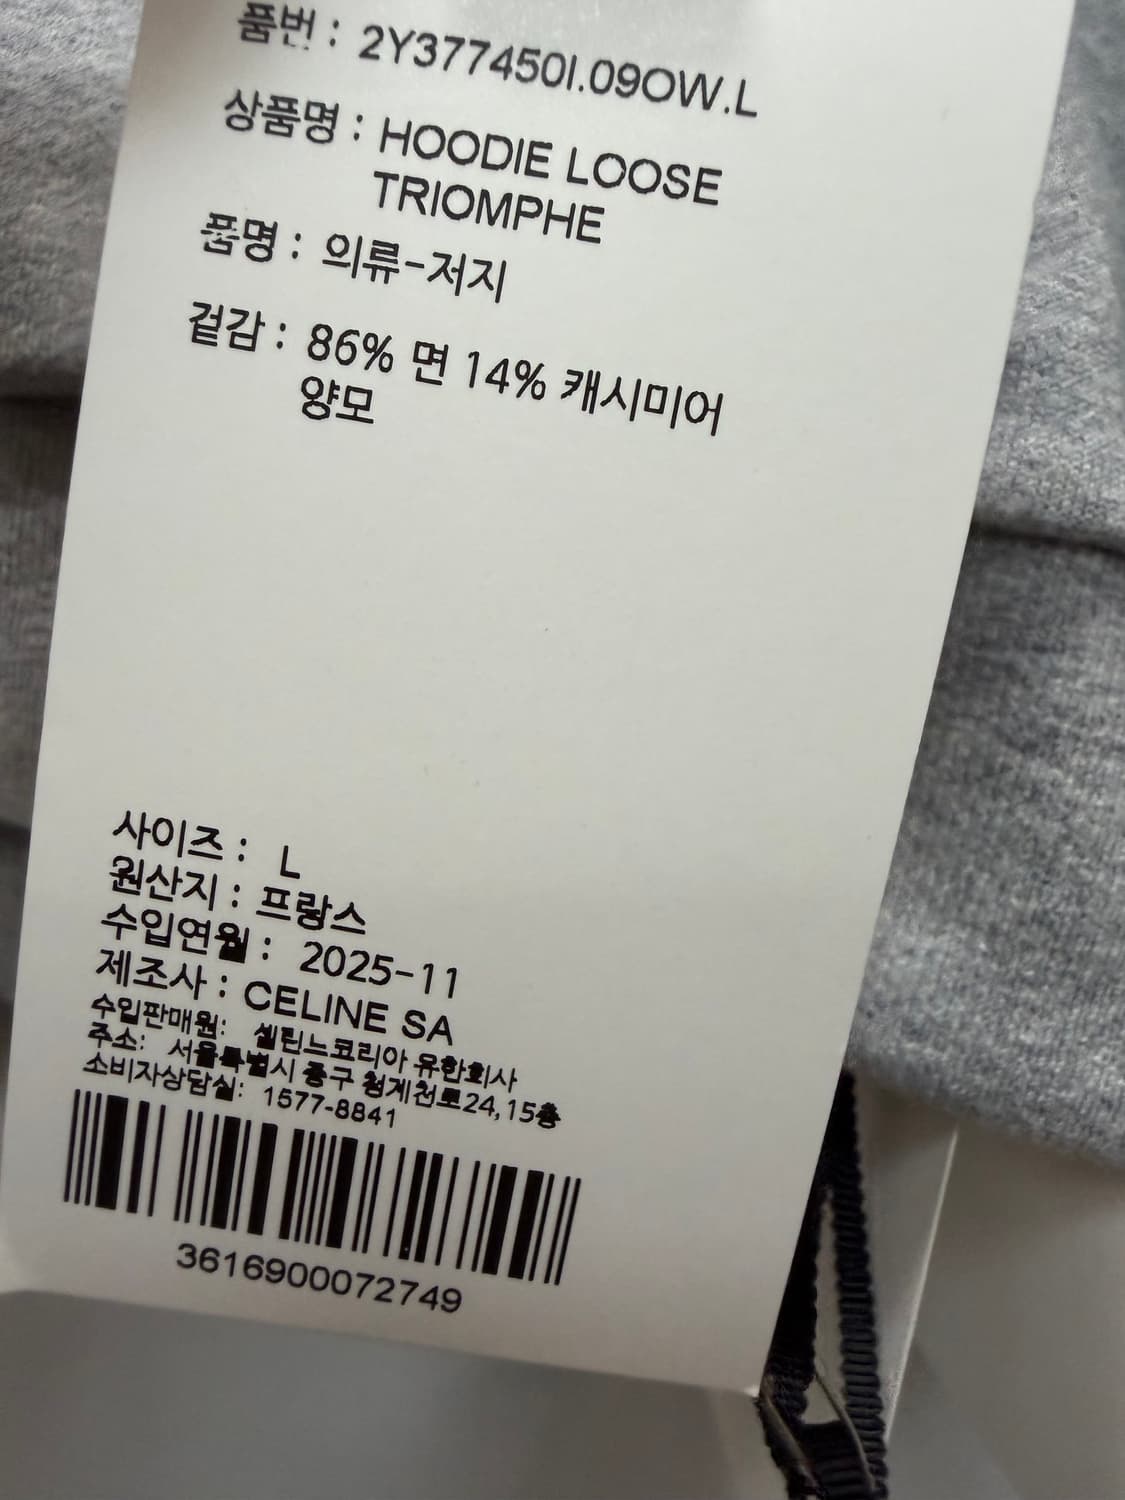 품번 : 2Y377450I.09OW.L
상품명 : HOODIE LOOSE
TRIOMPHE
품명 : 의류-저지
겉감 : 86% 면 14% 캐시미어
양모
사이즈 : L
원산지 : 프랑스
수입연월 : 2025-11
제조사 : CELINE SA
수입판매원: 셀린느코리아 유한회사
주소: 서울특별시 중구 청계천로24,15층
소비자상담실: 1577-8841
3616900072749